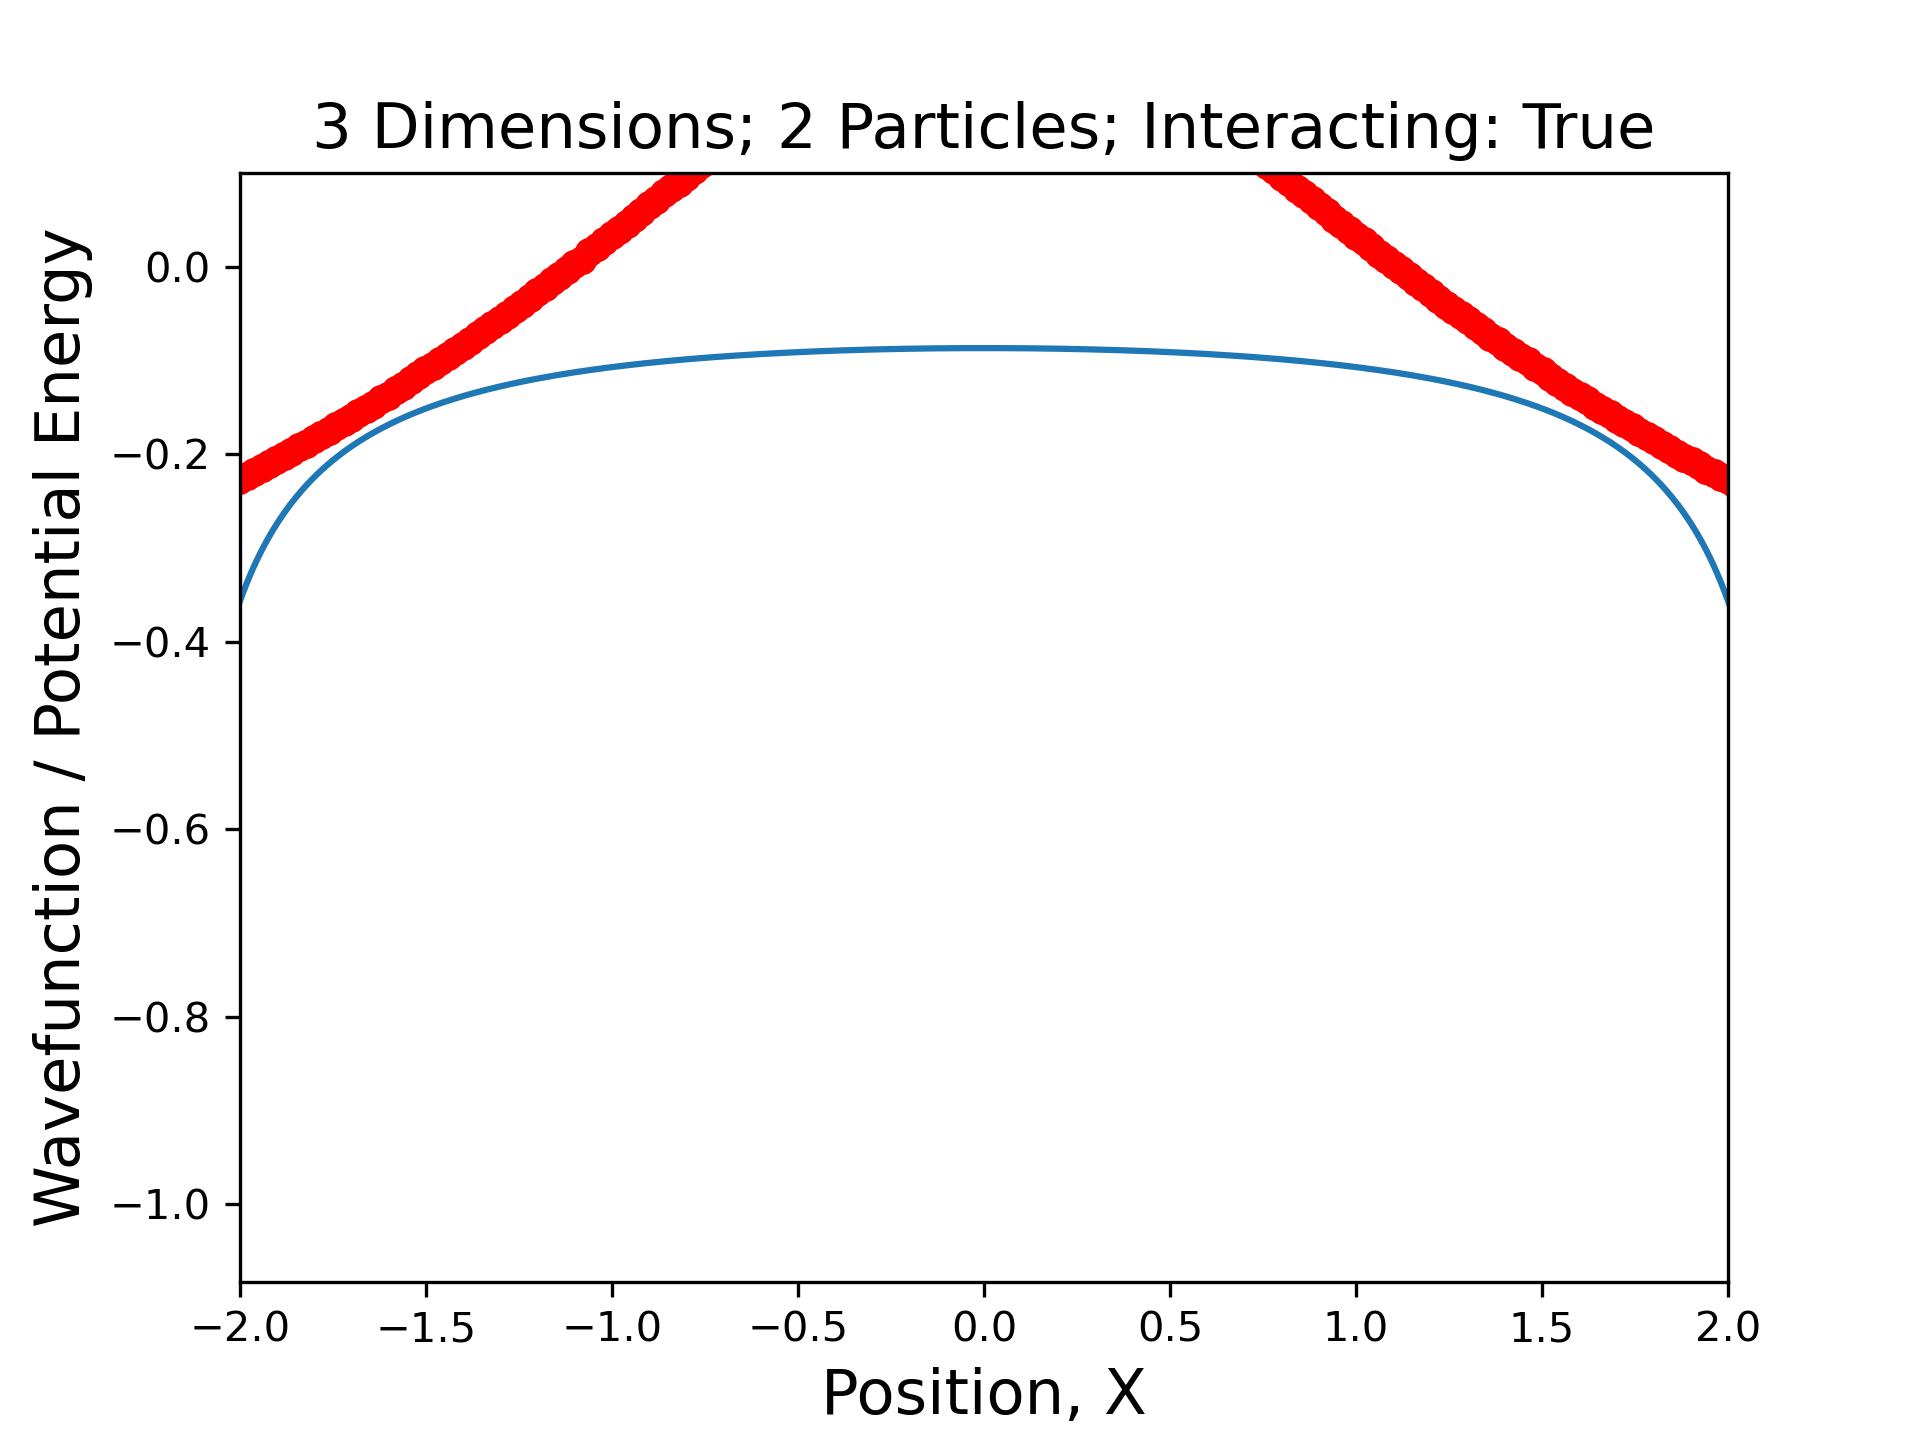 3 Dimensions; 2 Particles; Interacting: True
Wavefunction / Potential Energy
0.0
−0.2
−0.4
−0.6
−0.8
−1.0
−2.0 −1.5 −1.0 −0.5 0.0 0.5 1.0 1.5 2.0
Position, X